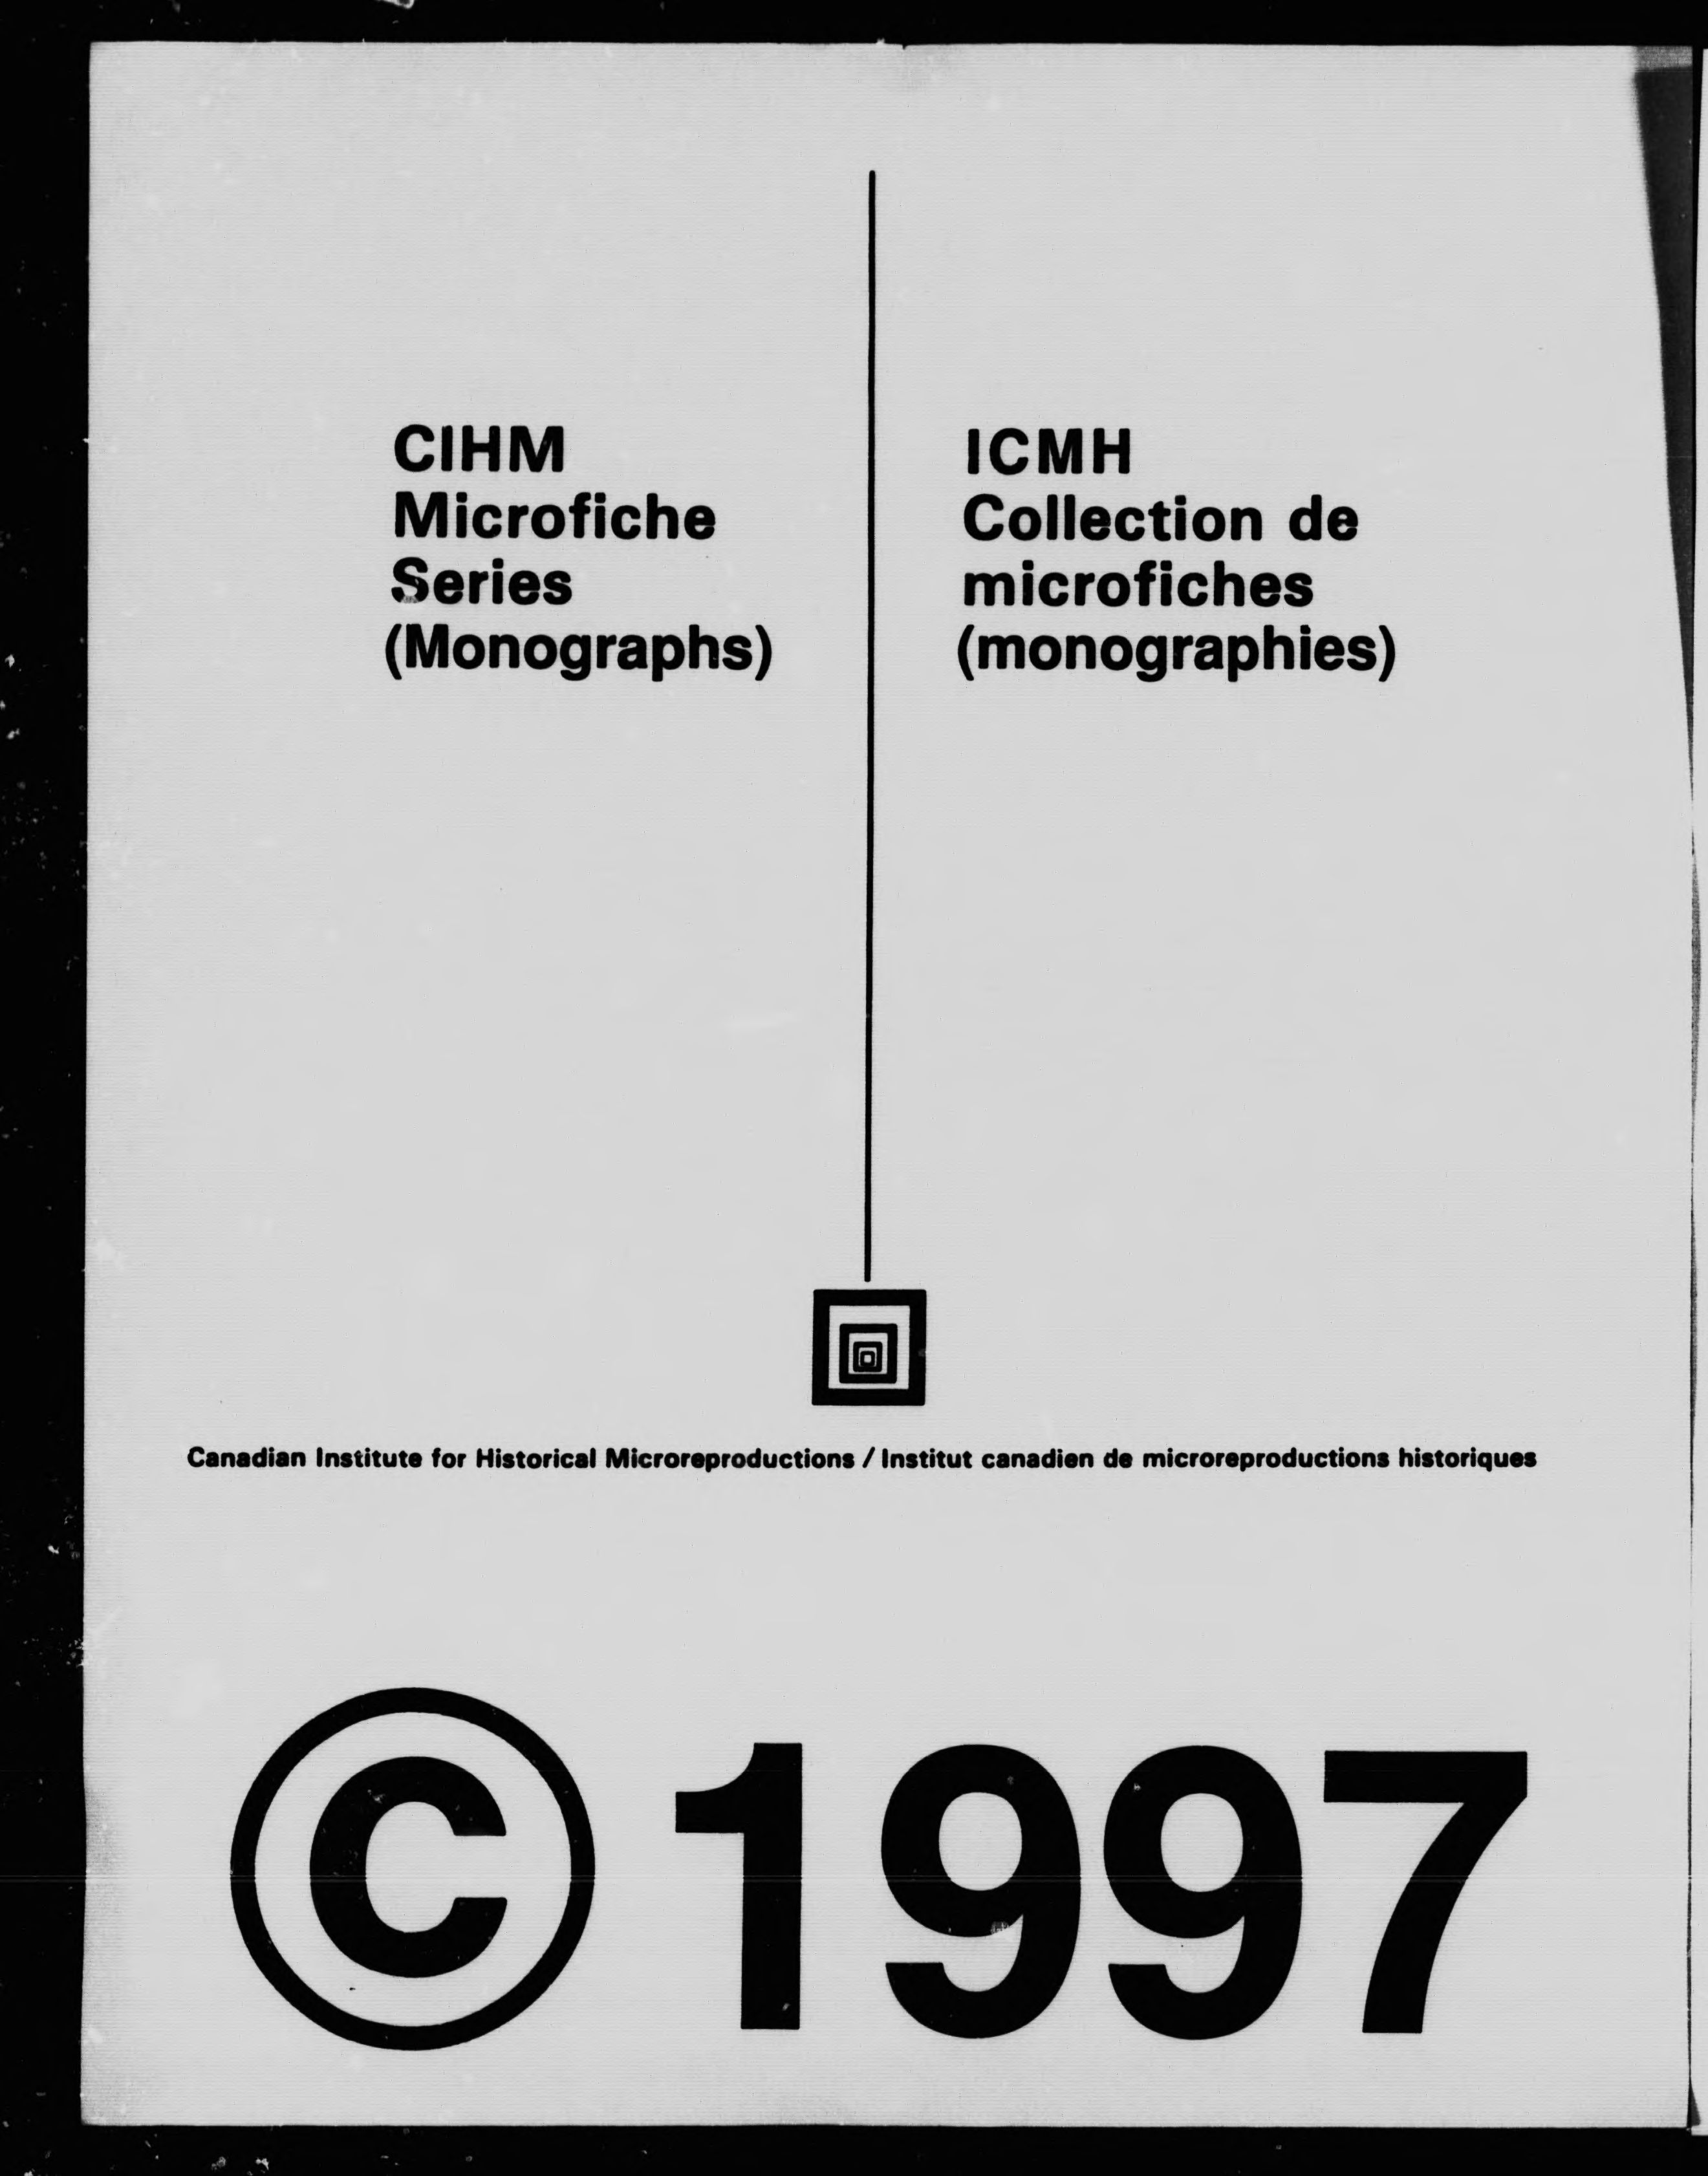 CIHM
Microfiche
Series
(Monographs)
ICMH
Collection de
microfiches
(monographies)
Canadian Institute for Historical Microreproductions / Institut canadien de microreproductions historiques
© 1997